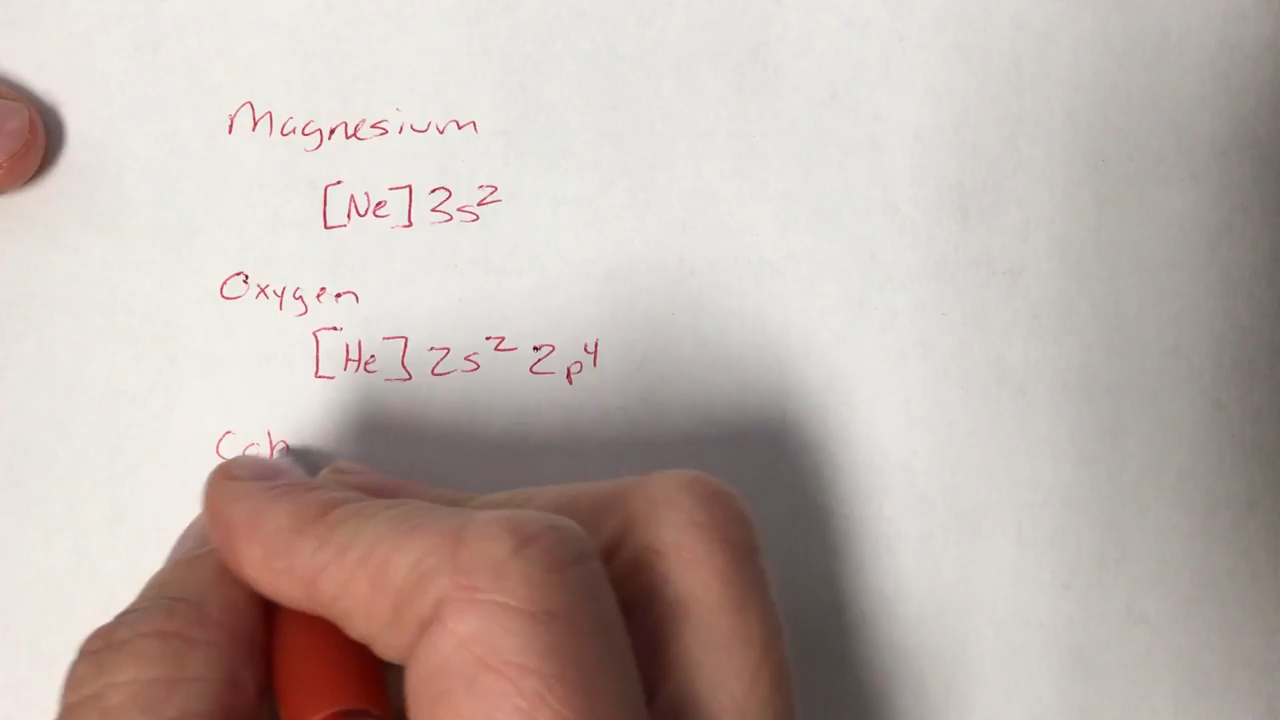 Magnesium
[Ne] 3s²
Oxygen
[He] 2s² 2p⁴